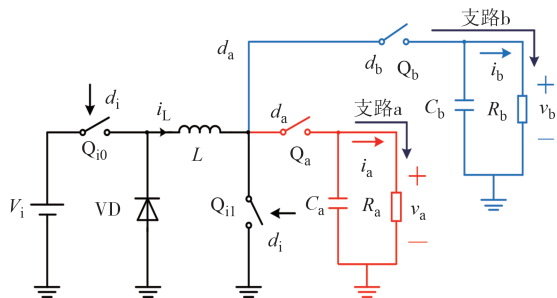 支路b
d_a
d_b
Q_b
i_b
C_b
R_b
v_b
+
−
d_i
i_L
Q_i0
L
d_a
支路a
Q_a
i_a
V_i
VD
Q_i1
d_i
C_a
R_a
v_a
+
−